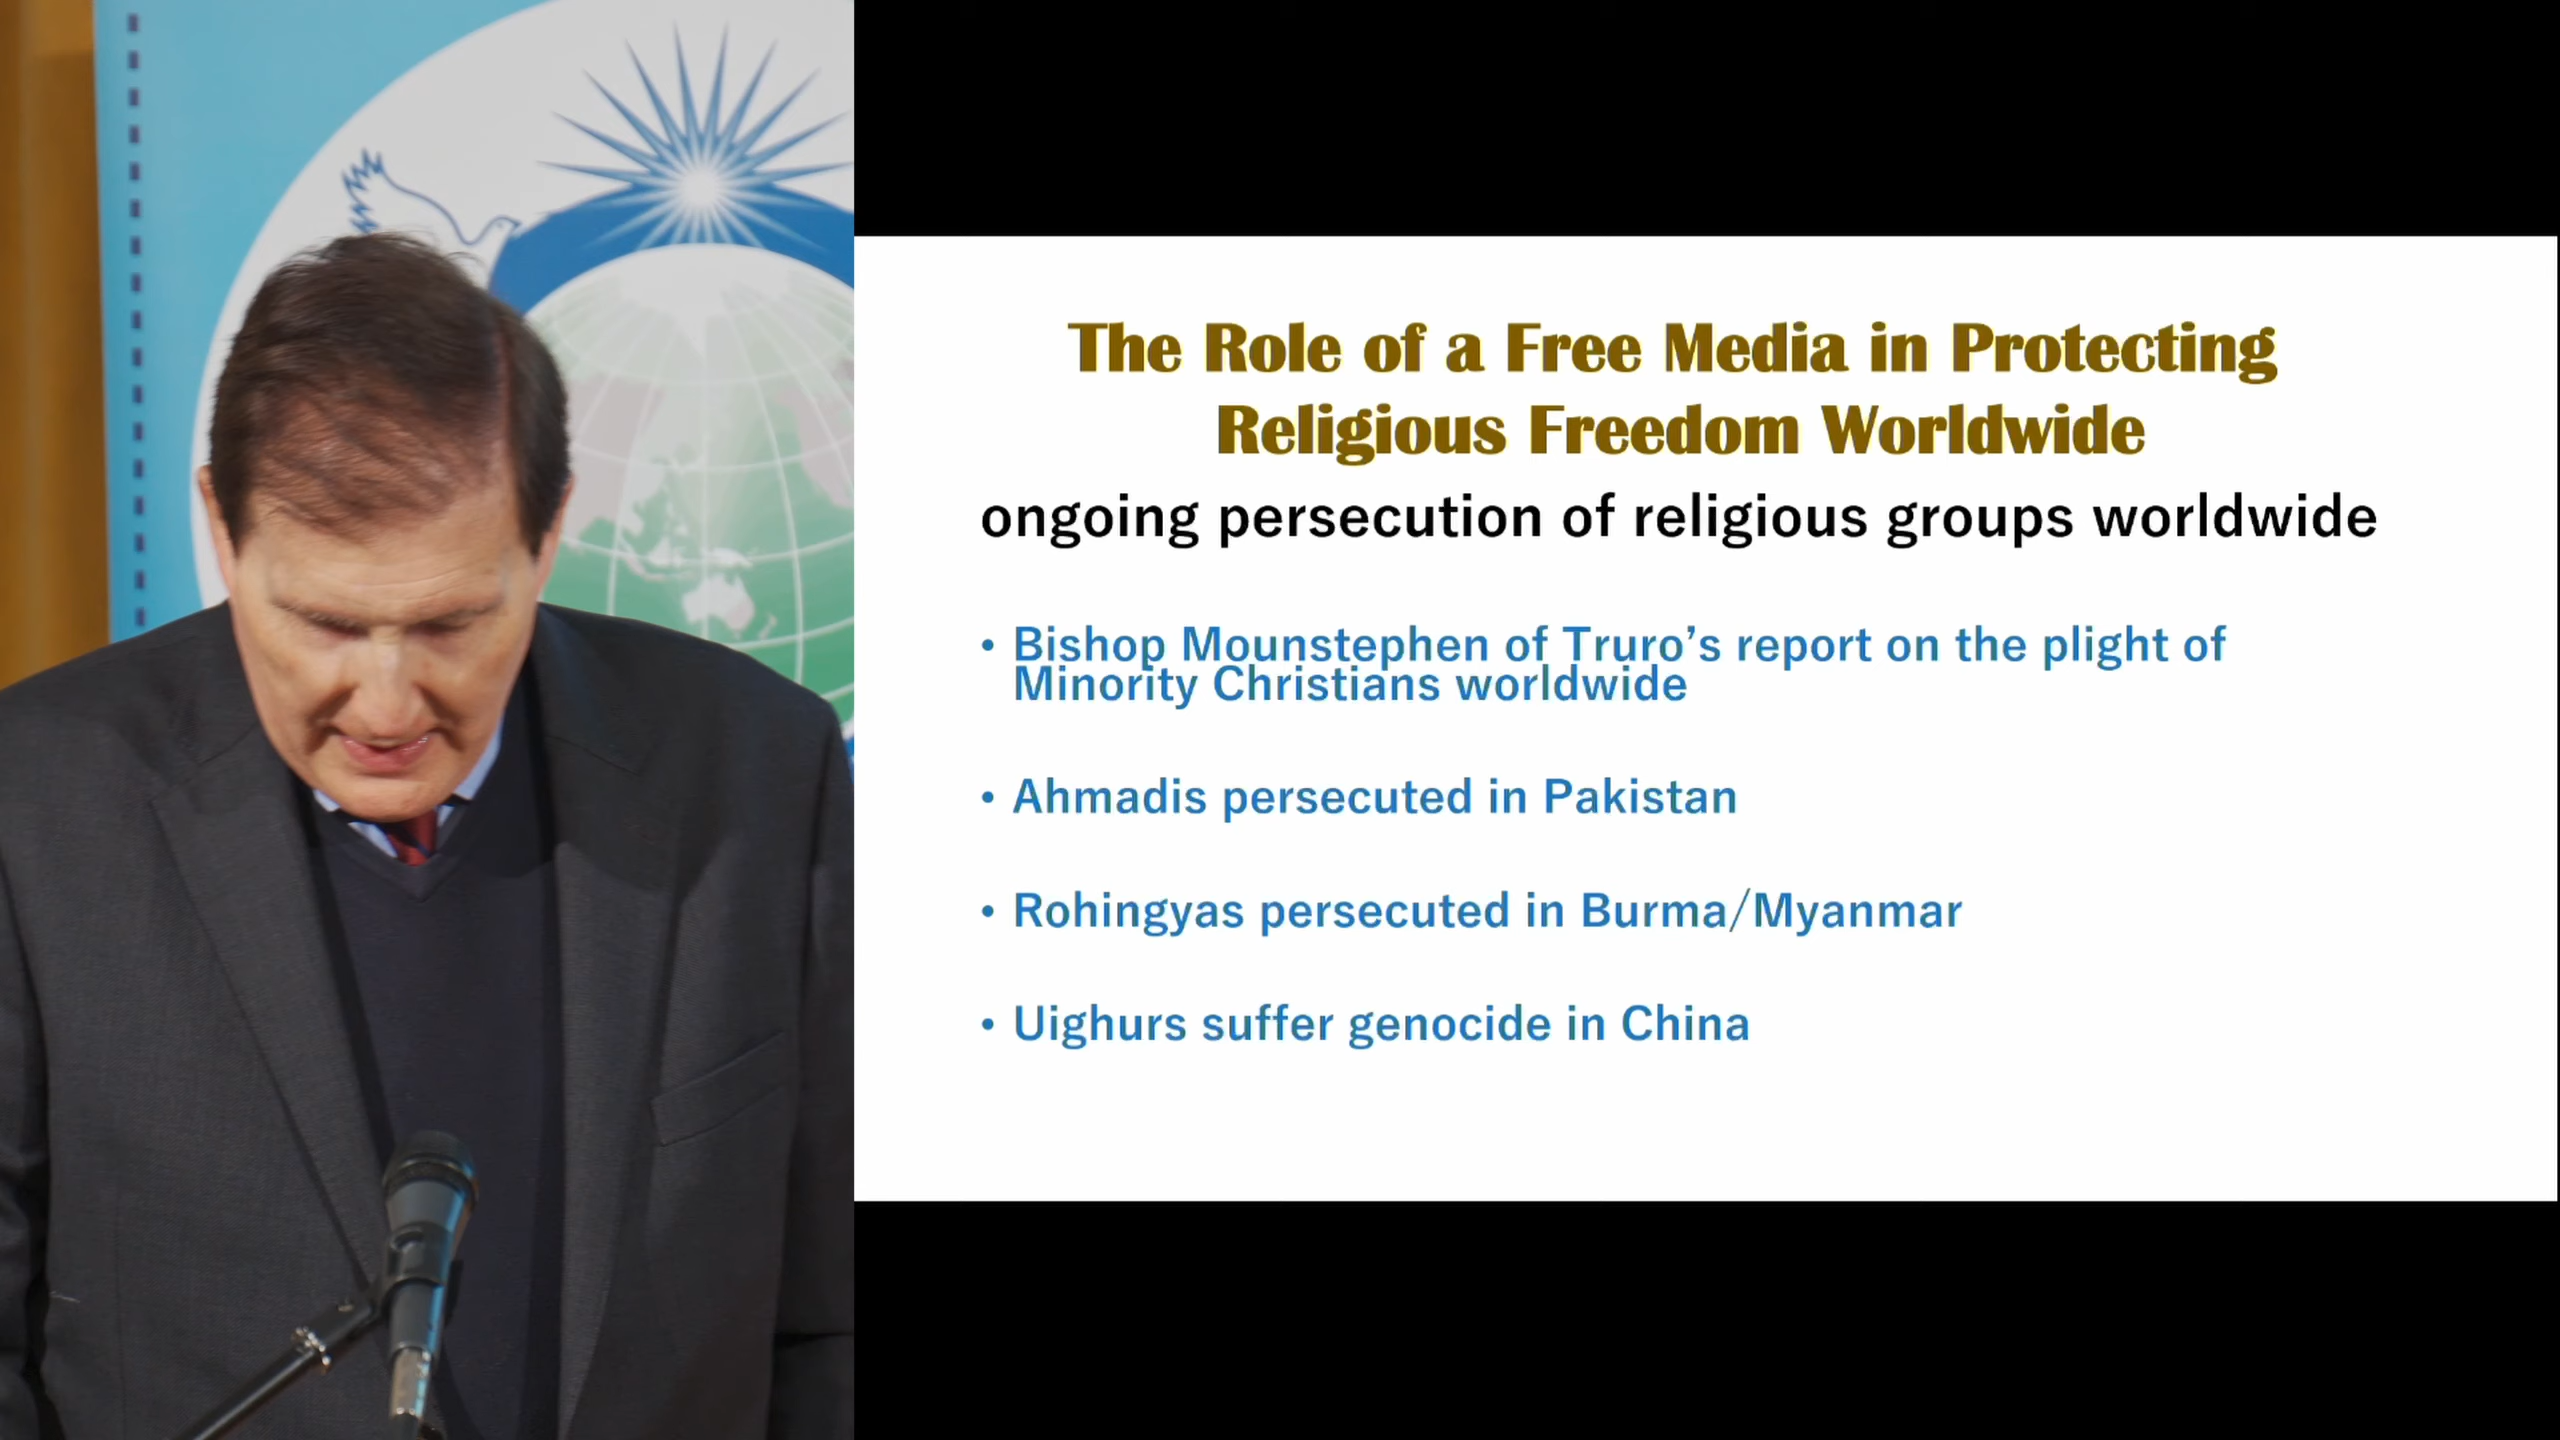 The Role of a Free Media in Protecting
Religious Freedom Worldwide
ongoing persecution of religious groups worldwide
• Bishop Mounstephen of Truro’s report on the plight of
Minority Christians worldwide
• Ahmadis persecuted in Pakistan
• Rohingyas persecuted in Burma/Myanmar
• Uighurs suffer genocide in China